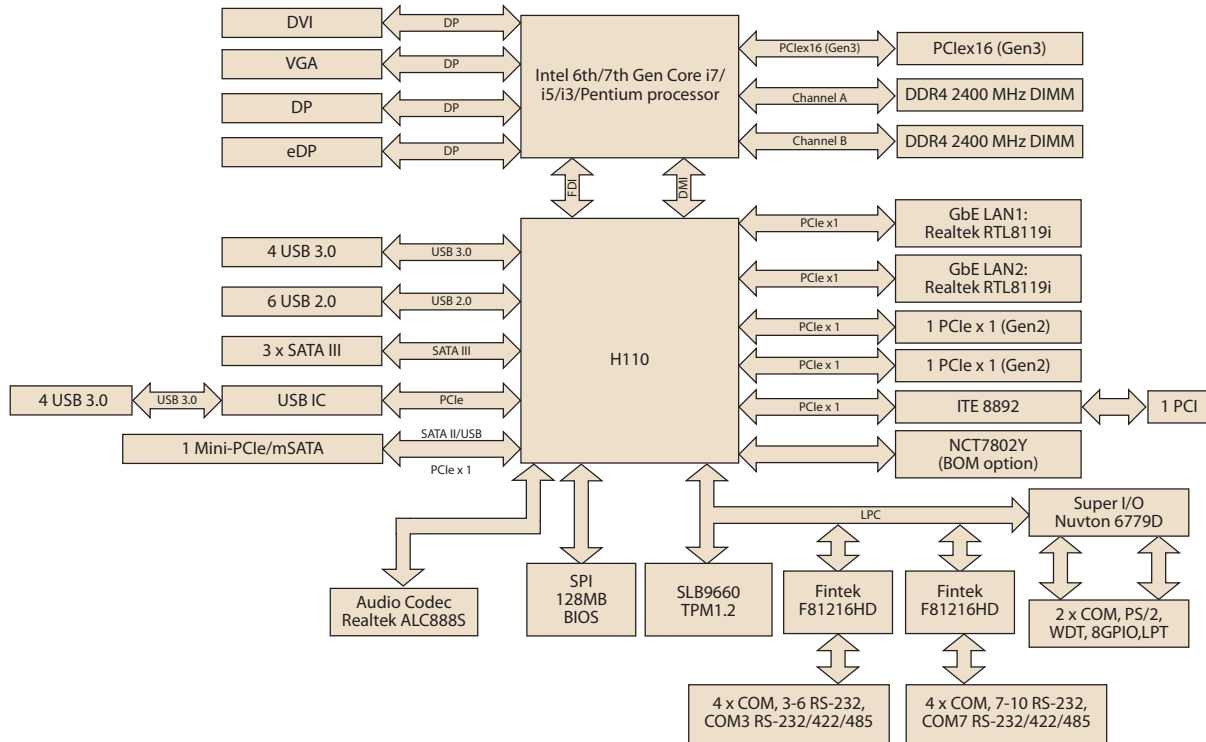 DVI
DP
VGA
DP
DP
DP
eDP
DP
Intel 6th/7th Gen Core i7/
i5/i3/Pentium processor
PCIex16 (Gen3)
PCIex16 (Gen3)
Channel A
DDR4 2400 MHz DIMM
Channel B
DDR4 2400 MHz DIMM
FDI
DMI
4 USB 3.0
USB 3.0
6 USB 2.0
USB 2.0
3 x SATA III
SATA III
4 USB 3.0
USB 3.0
USB IC
PCIe
1 Mini-PCIe/mSATA
SATA II/USB
PCIe x 1
H110
PCIe x1
GbE LAN1:
Realtek RTL8119i
PCIe x1
GbE LAN2:
Realtek RTL8119i
PCIe x 1
1 PCIe x 1 (Gen2)
PCIe x 1
1 PCIe x 1 (Gen2)
PCIe x 1
ITE 8892
1 PCI
NCT7802Y
(BOM option)
LPC
Super I/O
Nuvton 6779D
Audio Codec
Realtek ALC888S
SPI
128MB
BIOS
SLB9660
TPM1.2
Fintek
F81216HD
Fintek
F81216HD
2 x COM, PS/2,
WDT, 8GPIO,LPT
4 x COM, 3-6 RS-232,
COM3 RS-232/422/485
4 x COM, 7-10 RS-232,
COM7 RS-232/422/485